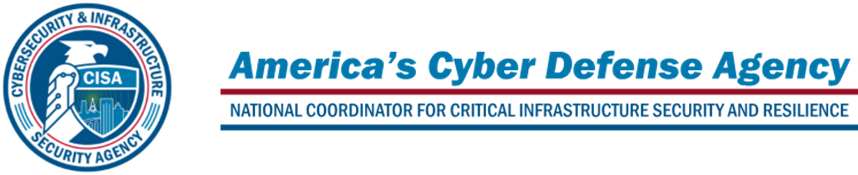 CYBERSECURITY & INFRASTRUCTURE
CISA
SECURITY AGENCY
America's Cyber Defense Agency
NATIONAL COORDINATOR FOR CRITICAL INFRASTRUCTURE SECURITY AND RESILIENCE